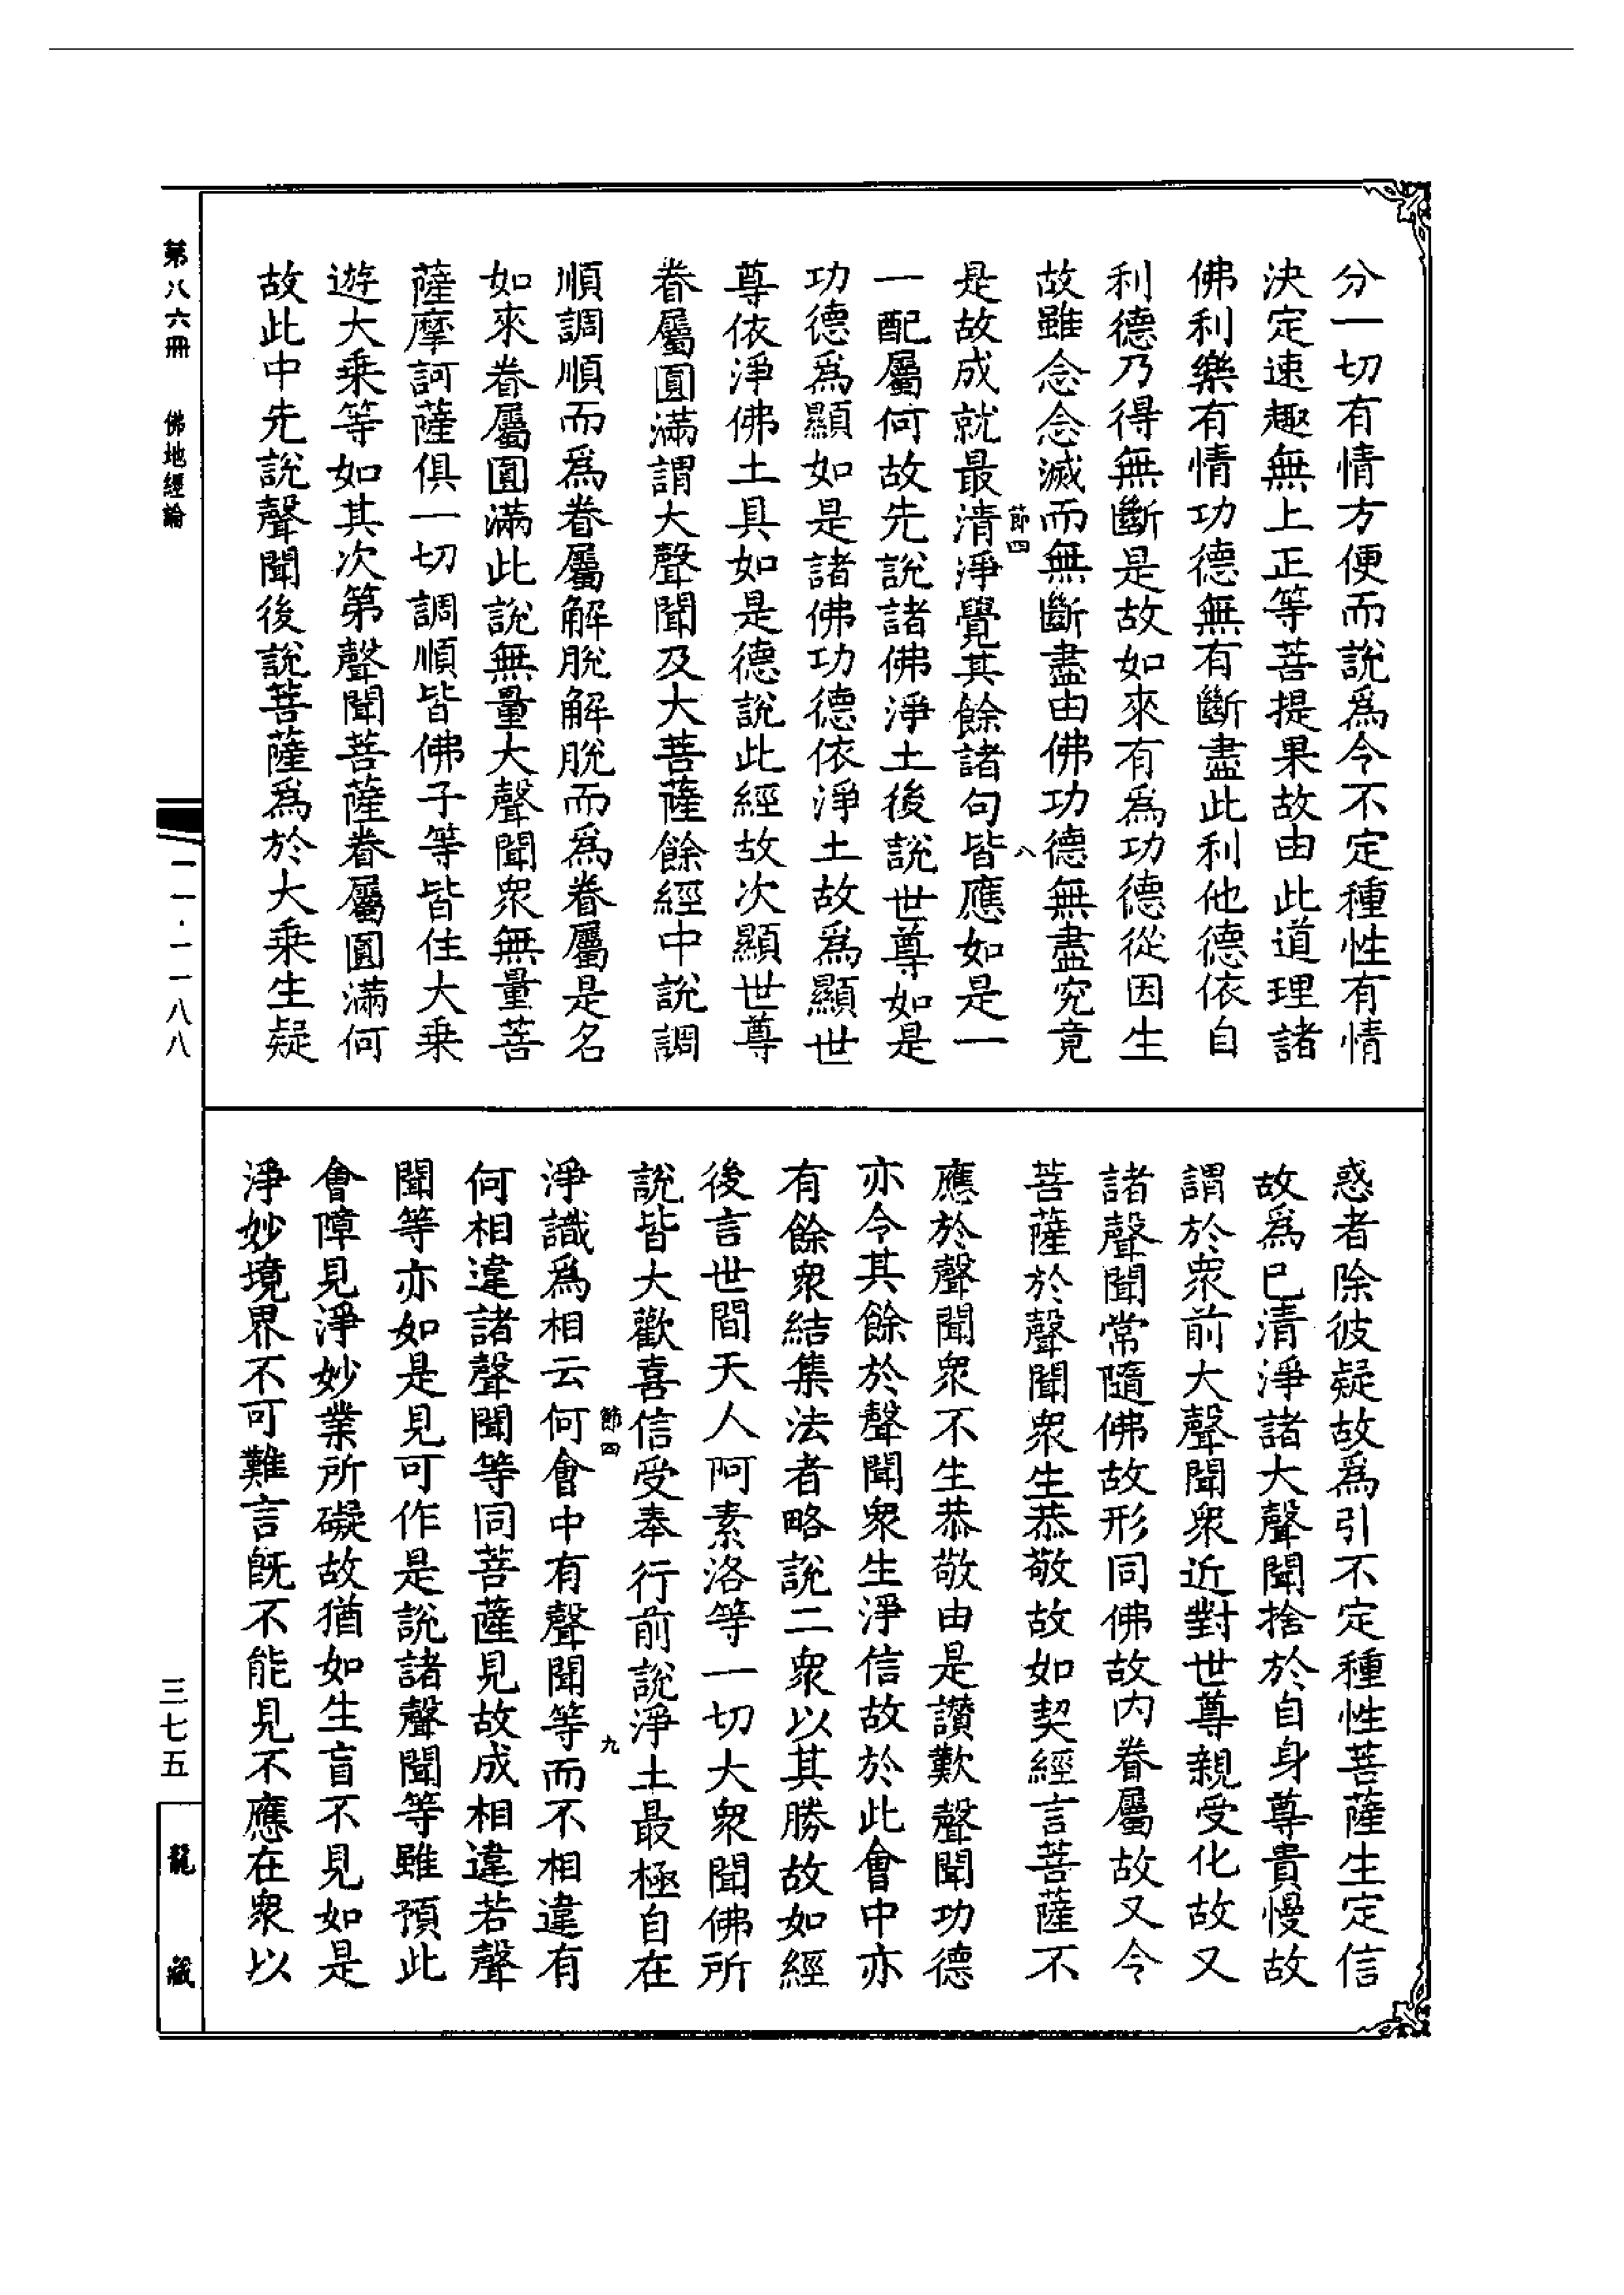 分一切有情方便而說爲今不定種性有情
決定速趣無上正等菩提果故由此道理諸
佛利樂有情功德無有斷盡此利他德依自
利德乃得無斷是故如來有爲功德從因生
故雖念念滅而無斷盡由佛功德無盡究竟
節四
八
是故成就最清淨覺其餘諸句皆應如是一
一配屬何故先說諸佛淨土後說世尊如是
功德爲顯如是諸佛功德依淨土故爲顯世
尊依淨佛土具如是德說此經故次顯世尊
眷屬圓滿謂大聲聞及大菩薩餘經中說調
順調順而爲眷屬解脫解脫而爲眷屬是名
如來眷屬圓滿此說無量大聲聞衆無量菩
薩摩訶薩俱一切調順皆佛子等皆住大乘
遊大乘等如其次第聲聞菩薩眷屬圓滿何
故此中先說聲聞後說菩薩爲於大乘生疑
惑者除彼疑故爲引不定種性菩薩生定信
故爲已清淨諸大聲聞捨於自身尊貴慢故
謂於衆前大聲聞衆近對世尊親受化故又
諸聲聞常隨佛故形同佛故內眷屬故又令
菩薩於聲聞衆生恭敬故如契經言菩薩不
應於聲聞衆不生恭敬由是讚歎聲聞功德
亦令其餘於聲聞衆生淨信故於此會中亦
有餘衆結集法者略說二衆以其勝故如經
後言世間天人阿素洛等一切大衆聞佛所
說皆大歡喜信受奉行前說淨土最極自在
節四
九
淨識爲相云何會中有聲聞等而不相違有
何相違諸聲聞等同菩薩見故成相違若聲
聞等亦如是見可作是說諸聲聞等雖預此
會障見淨妙業所礙故猶如生盲不見如是
淨妙境界不可難言旣不能見不應在衆以
第八六冊
佛地經論
一一·一一八八
三七五
龍藏